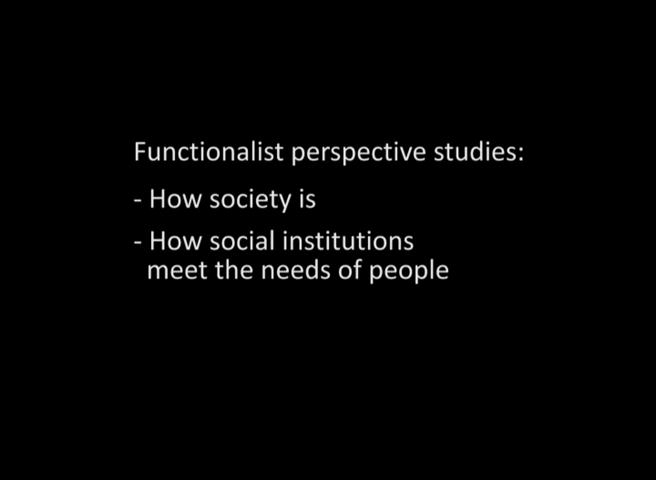 Functionalist perspective studies:
- How society is
- How social institutions
meet the needs of people